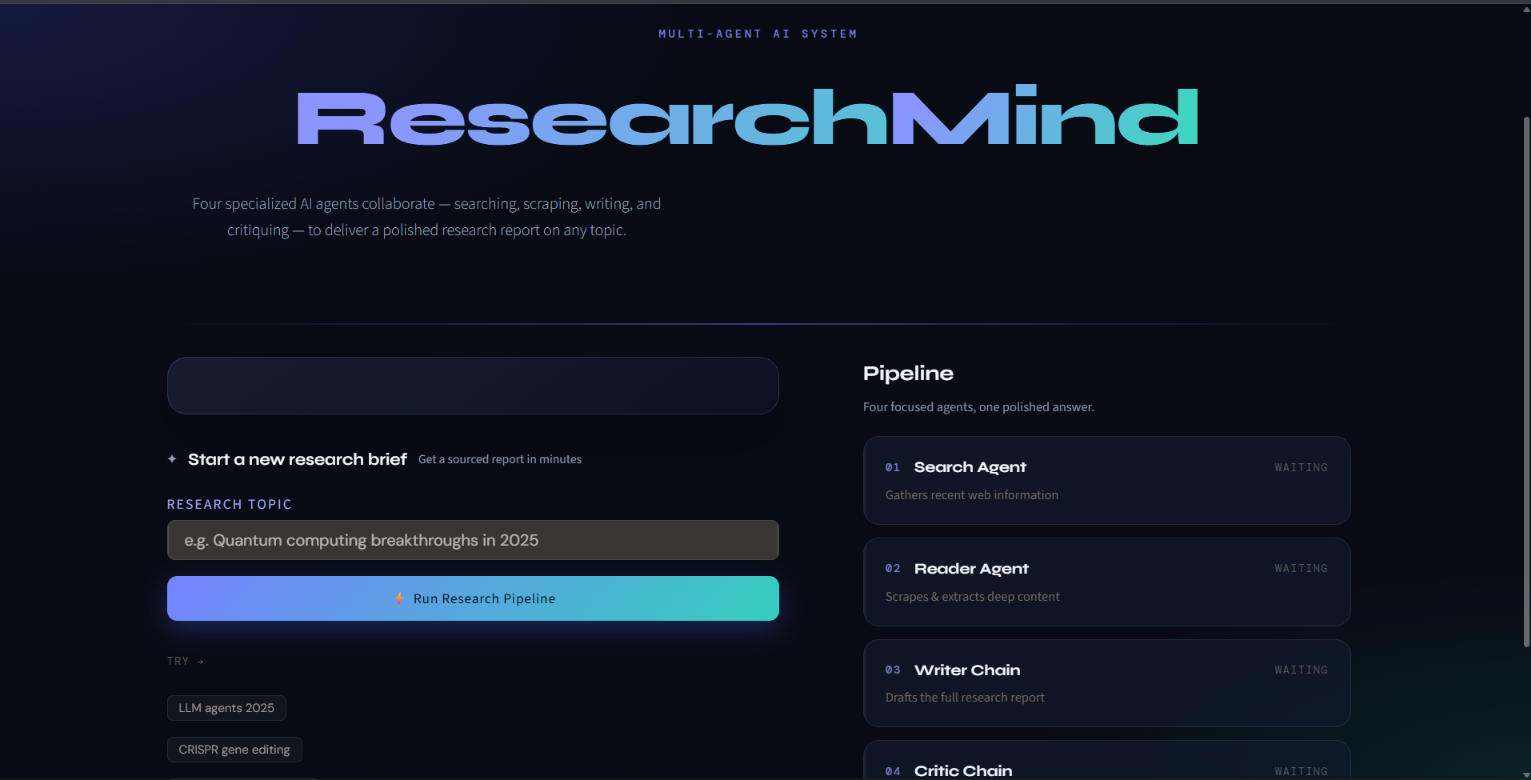 MULTI-AGENT AI SYSTEM
ResearchMind
Four specialized AI agents collaborate — searching, scraping, writing, and
critiquing — to deliver a polished research report on any topic.
✦ Start a new research brief Get a sourced report in minutes
RESEARCH TOPIC
e.g. Quantum computing breakthroughs in 2025
⚡ Run Research Pipeline
TRY →
LLM agents 2025
CRISPR gene editing
Pipeline
Four focused agents, one polished answer.
01 Search Agent WAITING
Gathers recent web information
02 Reader Agent WAITING
Scrapes & extracts deep content
03 Writer Chain WAITING
Drafts the full research report
04 Critic Chain WAITING